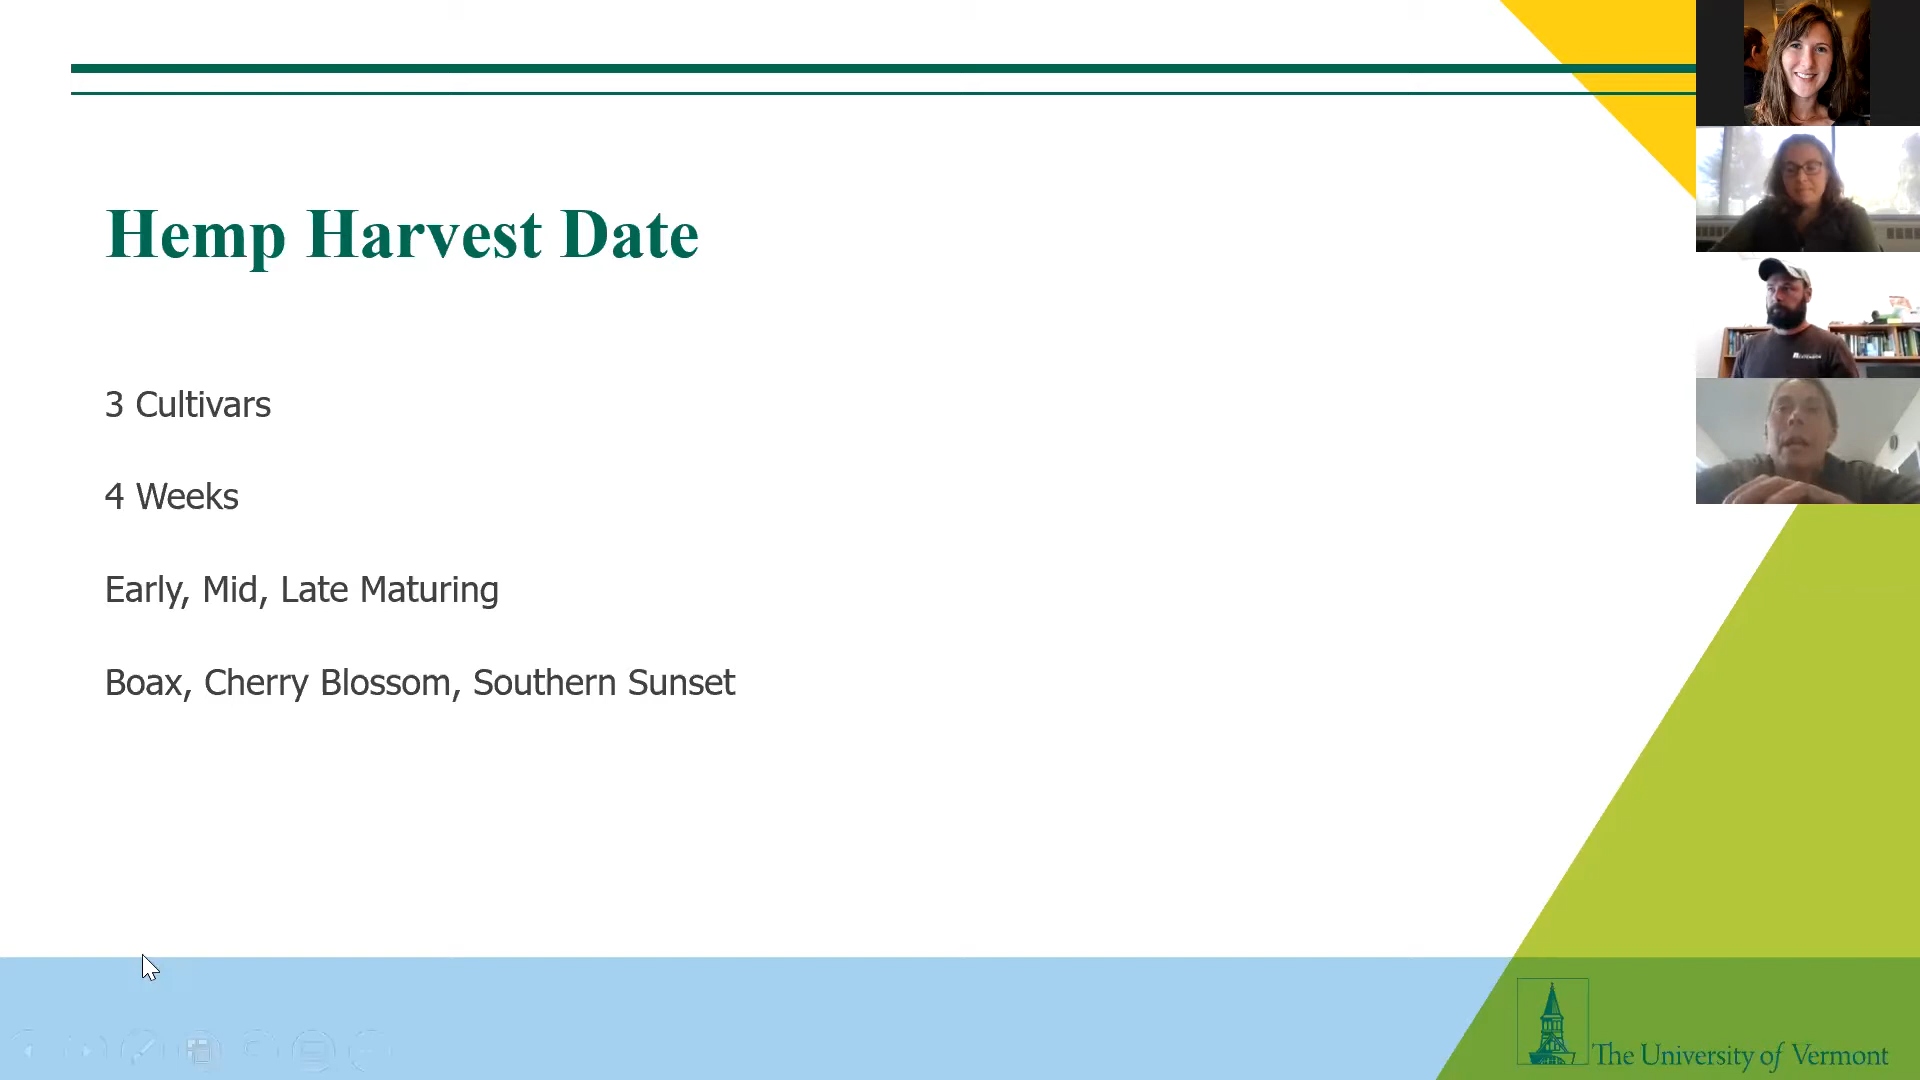 Hemp Harvest Date
3 Cultivars
4 Weeks
Early, Mid, Late Maturing
Boax, Cherry Blossom, Southern Sunset
The University of Vermont